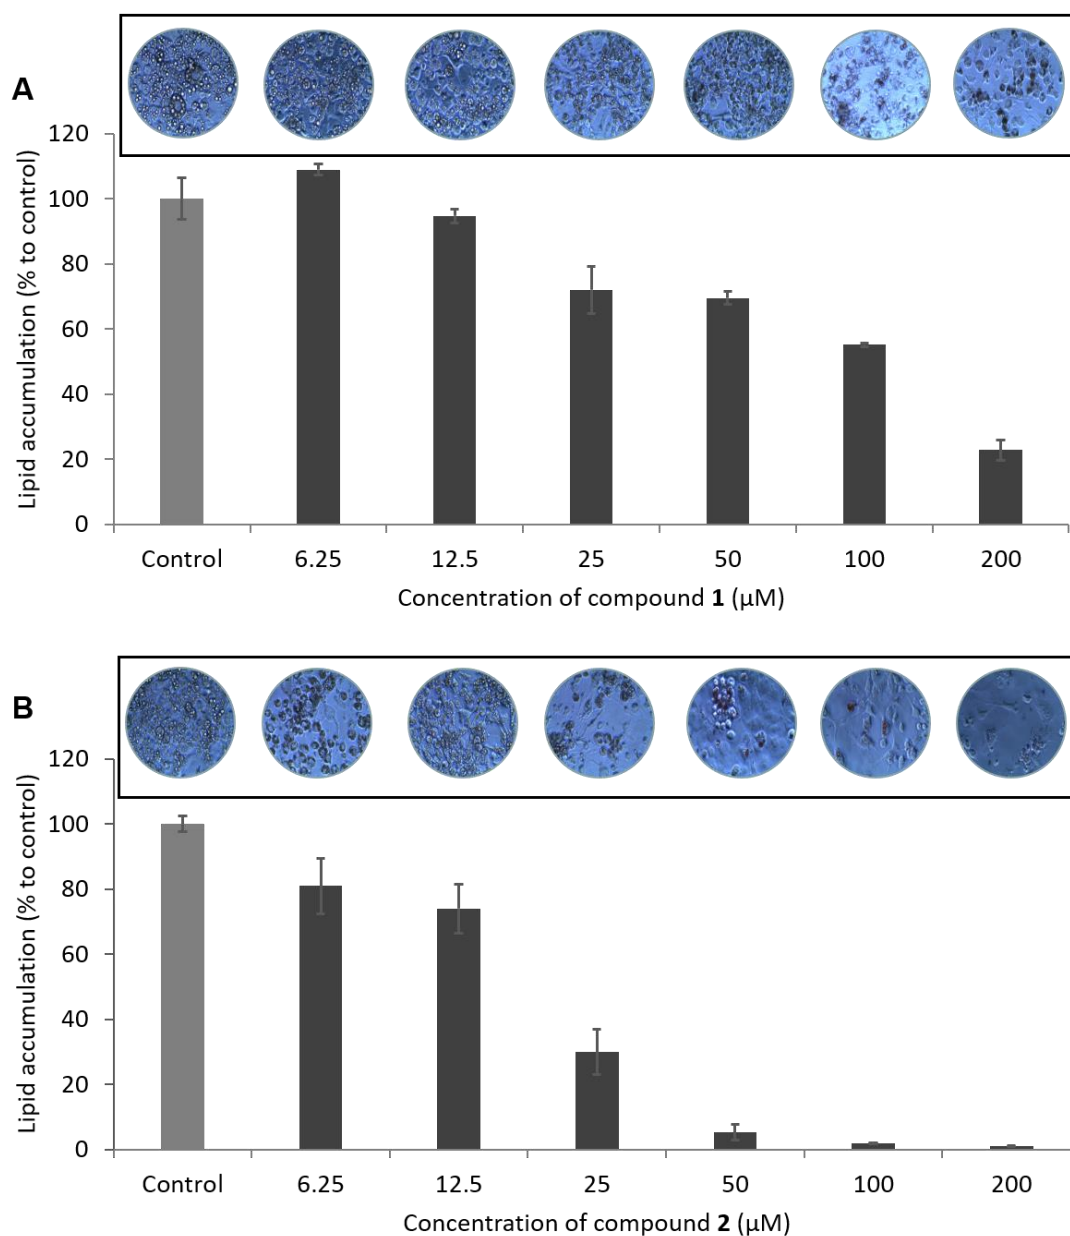 A
120
100
80
60
40
20
0
Lipid accumulation (% to control)
Control 6.25 12.5 25 50 100 200
Concentration of compound 1 (µM)
B
120
100
80
60
40
20
0
Lipid accumulation (% to control)
Control 6.25 12.5 25 50 100 200
Concentration of compound 2 (µM)